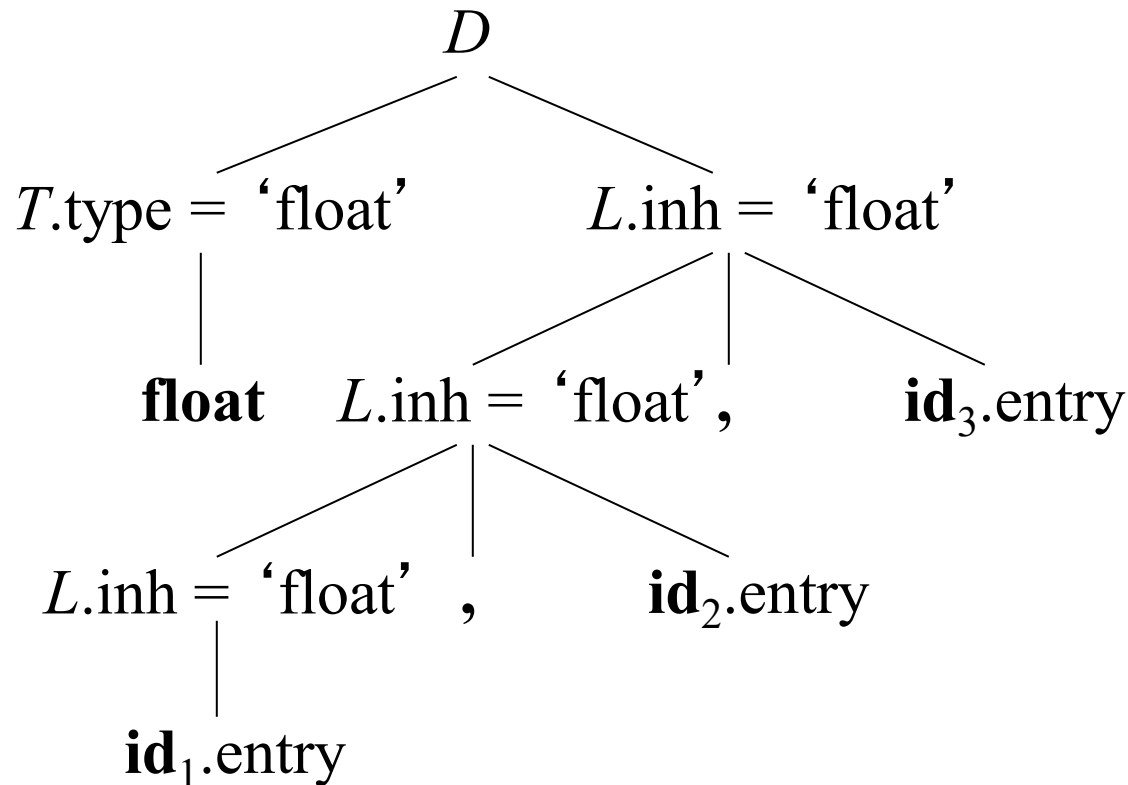 D
T.type = ‘float’ L.inh = ‘float’
float L.inh = ‘float’, id3.entry
L.inh = ‘float’ , id2.entry
id1.entry